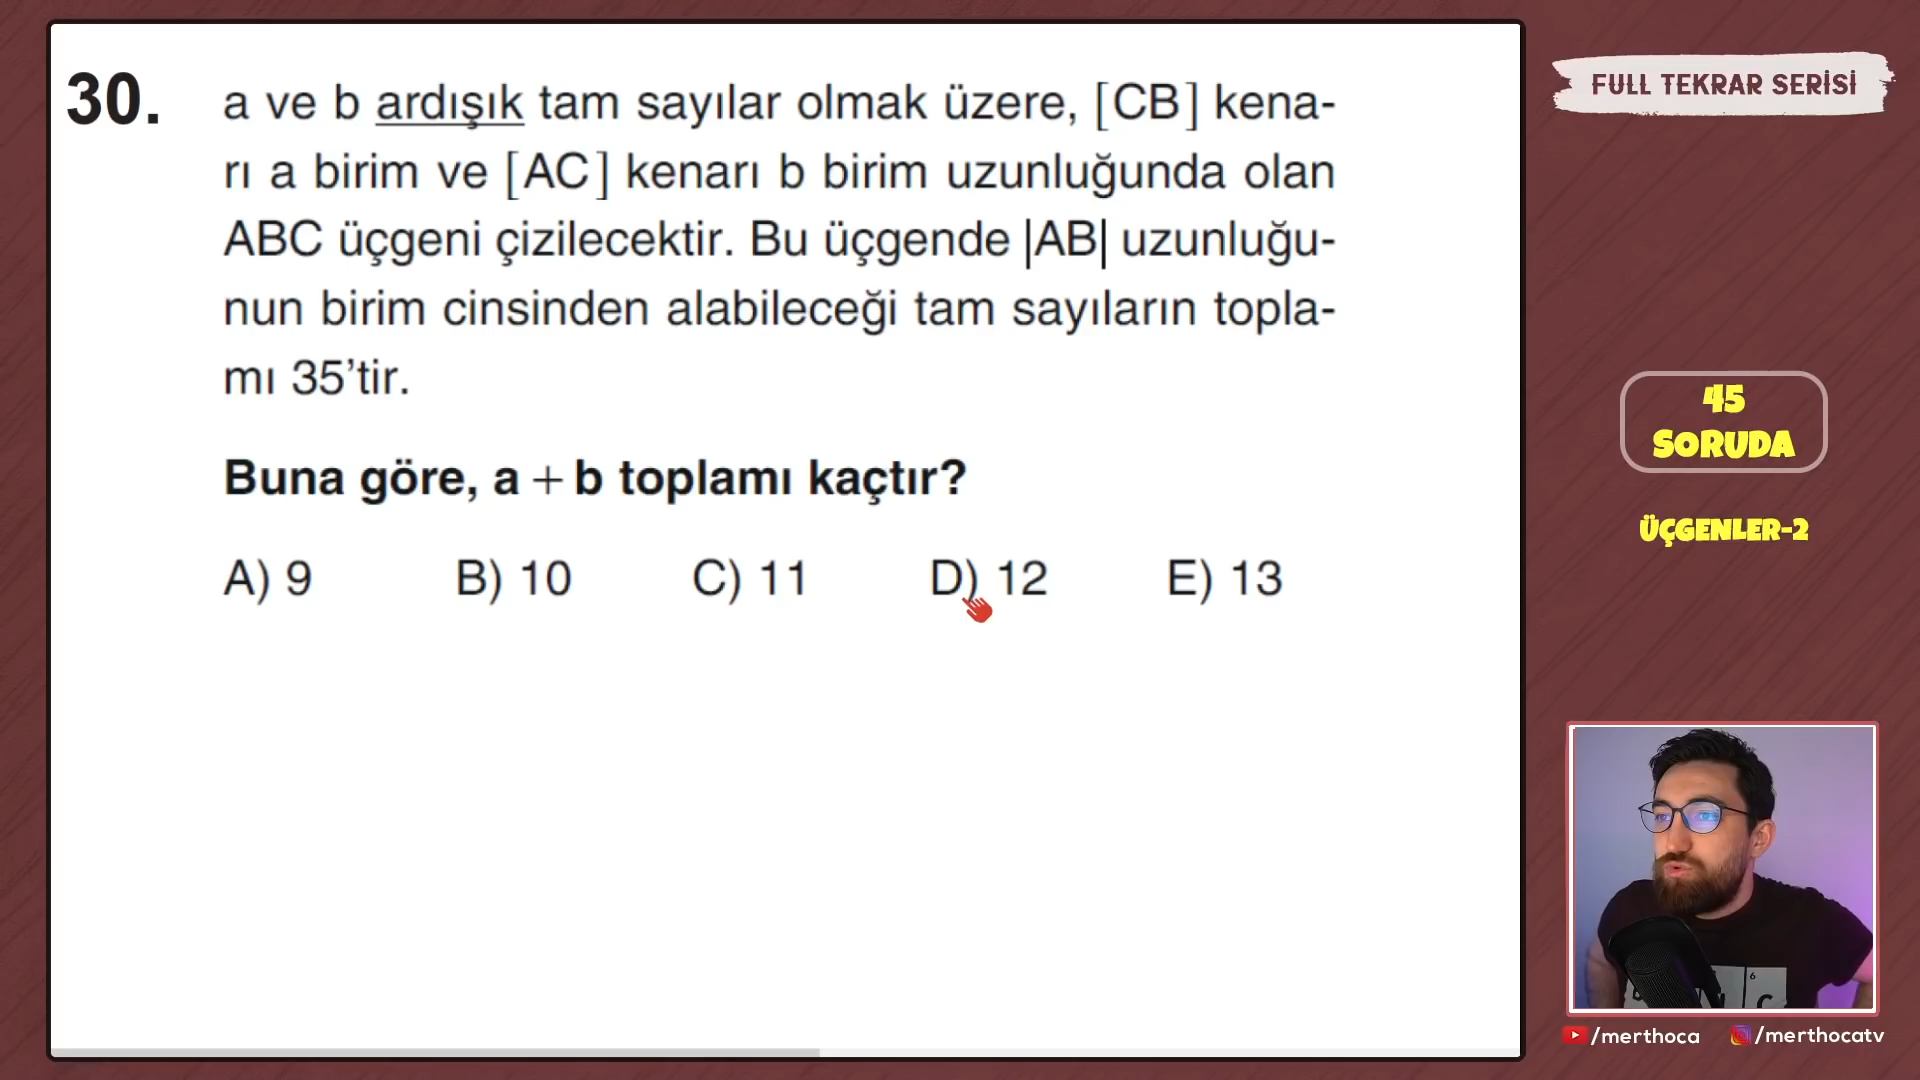 30. a ve b ardışık tam sayılar olmak üzere, [CB] kena-
rı a birim ve [AC] kenarı b birim uzunluğunda olan
ABC üçgeni çizilecektir. Bu üçgende |AB| uzunluğu-
nun birim cinsinden alabileceği tam sayıların topla-
mı 35’tir.
Buna göre, a + b toplamı kaçtır?
A) 9 B) 10 C) 11 D) 12 E) 13
FULL TEKRAR SERİSİ
45
SORUDA
ÜÇGENLER-2
/merthoca /merthocatv